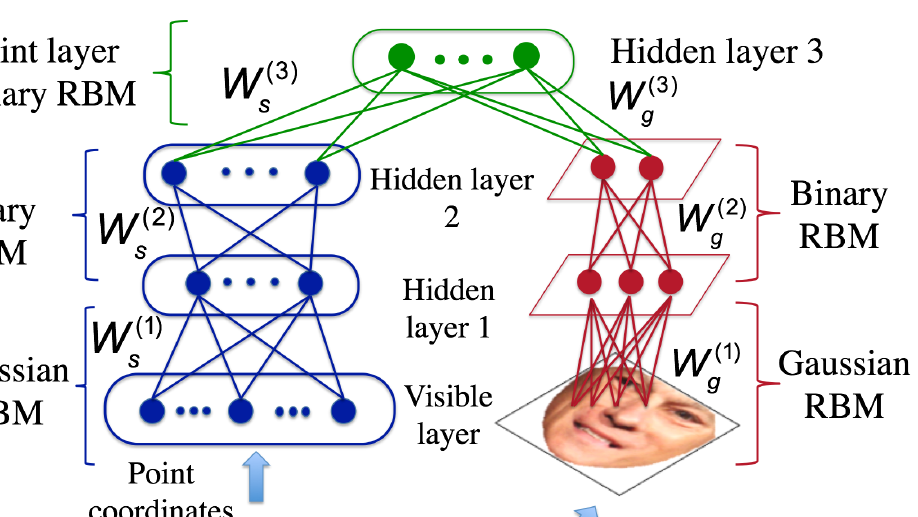 int layer
ary RBM
W_s^(3)
Hidden layer 3
W_g^(3)
Hidden layer
2
ary
M
W_s^(2)
W_g^(2)
Binary
RBM
Hidden
layer 1
W_s^(1)
W_g^(1)
ssian
BM
Gaussian
RBM
Visible
layer
Point
coordinates